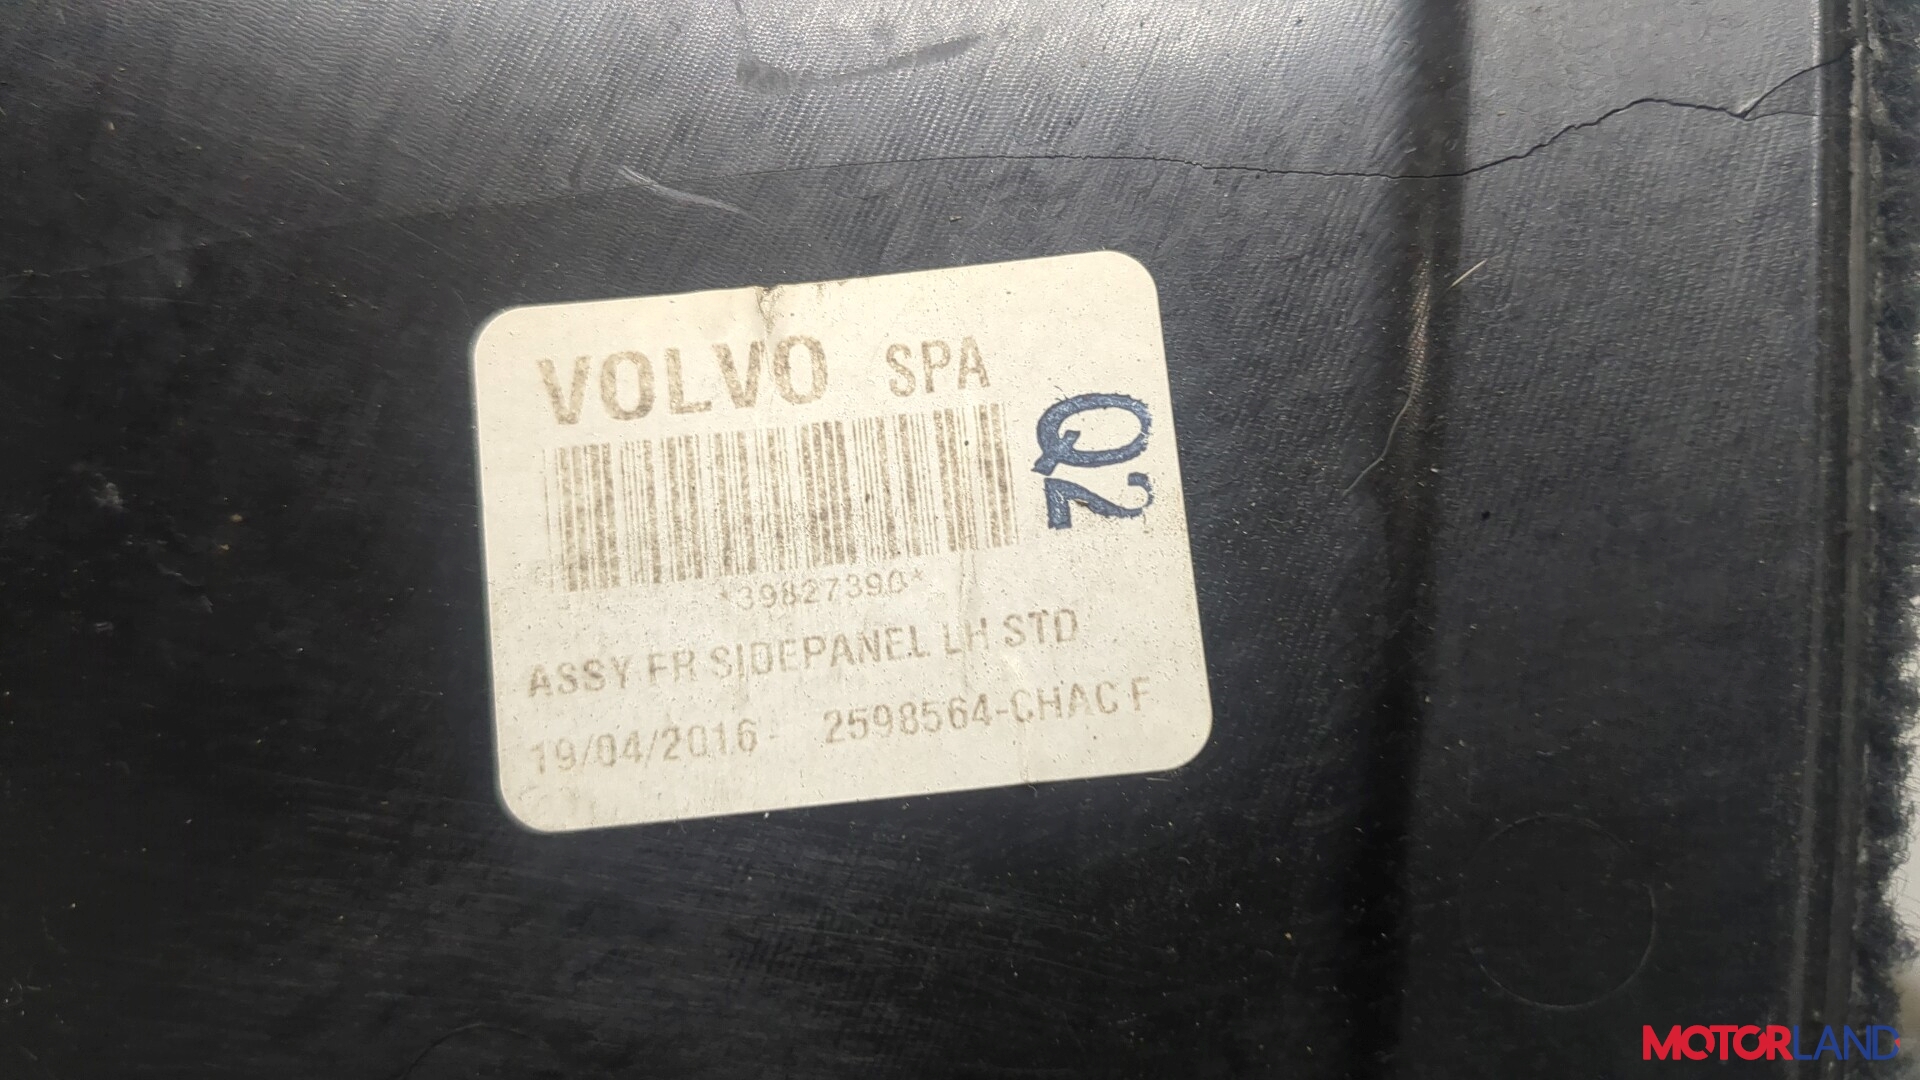 VOLVO SPA
Q2
*39827390*
ASSY FR SIDEPANEL LH STD
19/04/2016 - 2598564-CHAC F
MOTORLAND